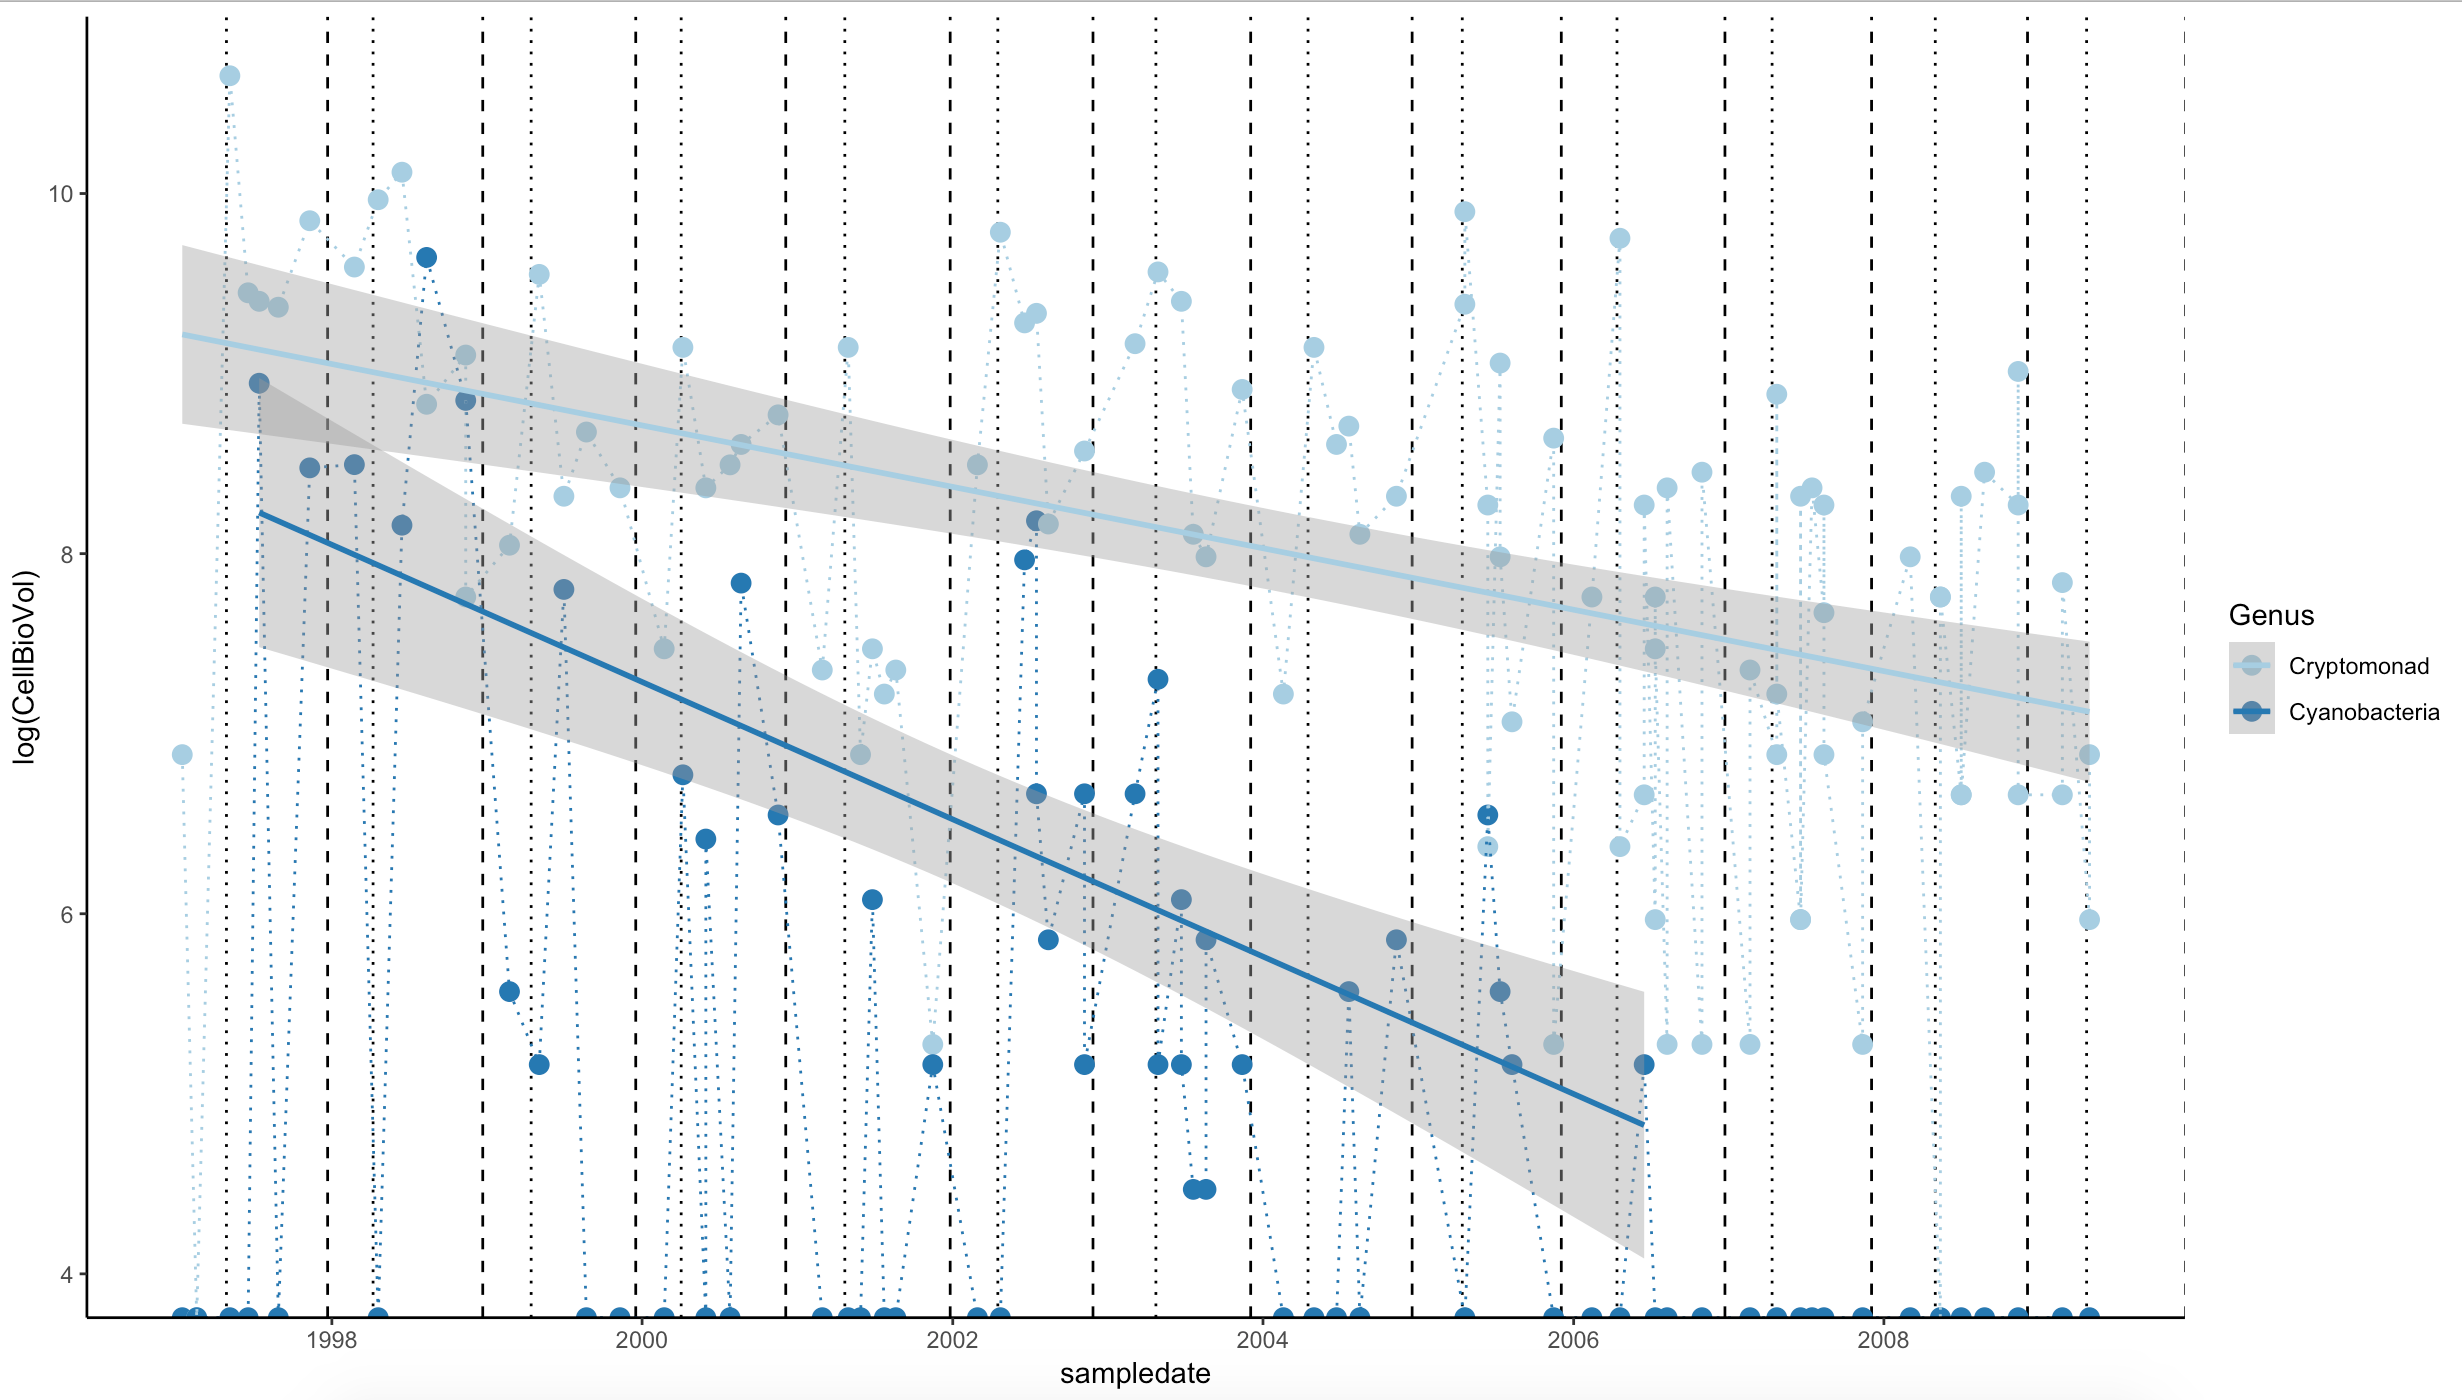 log(CellBioVol)
10
8
6
4
1998 2000 2002 2004 2006 2008
sampledate
Genus
Cryptomonad
Cyanobacteria